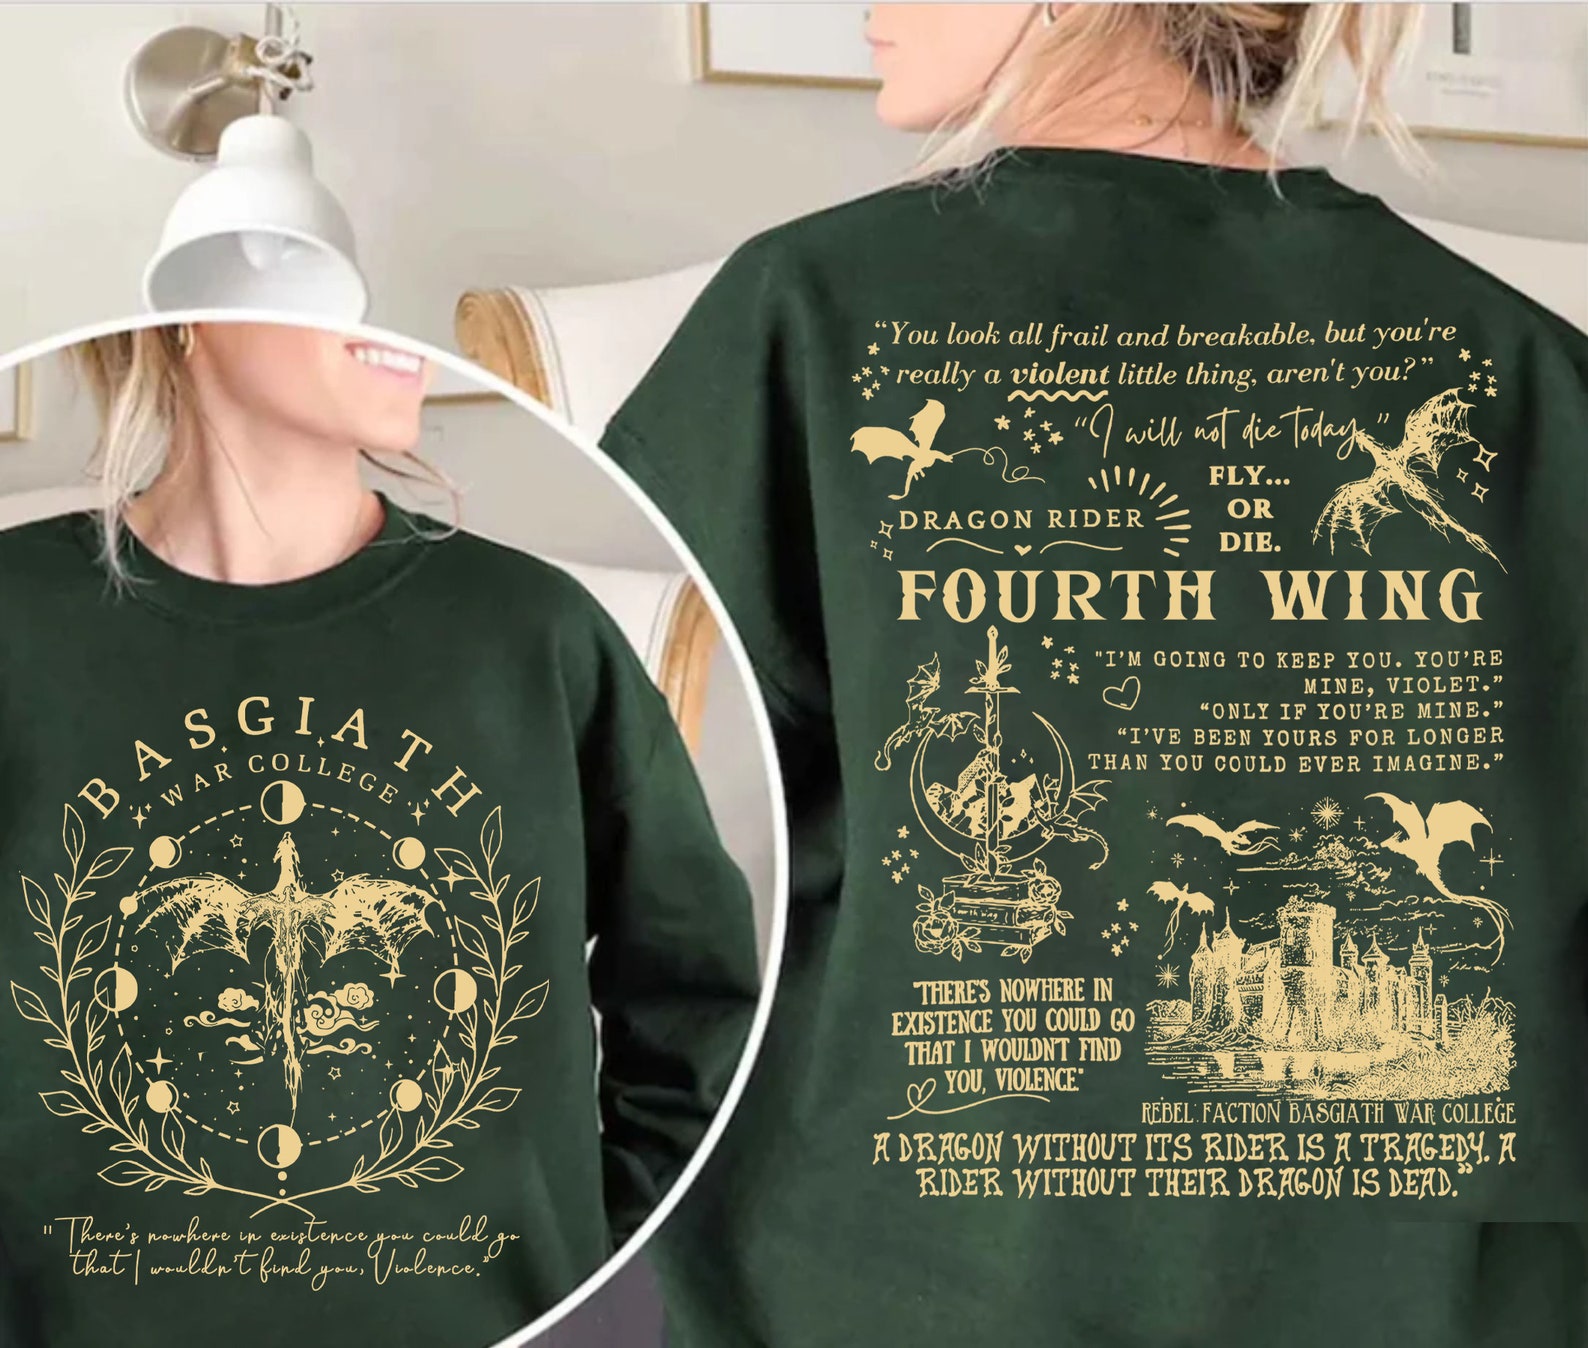 BASGIATH
WAR COLLEGE
"There's nowhere in existence you could go
that I wouldn't find you, Violence."
“You look all frail and breakable, but you're
really a violent little thing, aren't you?”
“I will not die today”
FLY...
OR
DIE.
DRAGON RIDER
FOURTH WING
"I'M GOING TO KEEP YOU. YOU'RE
MINE, VIOLET.”
“ONLY IF YOU'RE MINE.”
“I'VE BEEN YOURS FOR LONGER
THAN YOU COULD EVER IMAGINE.”
Fourth Wing
"THERE'S NOWHERE IN
EXISTENCE YOU COULD GO
THAT I WOULDN'T FIND
YOU, VIOLENCE."
REBEL FACTION BASGIATH WAR COLLEGE
A DRAGON WITHOUT ITS RIDER IS A TRAGEDY. A
RIDER WITHOUT THEIR DRAGON IS DEAD.”